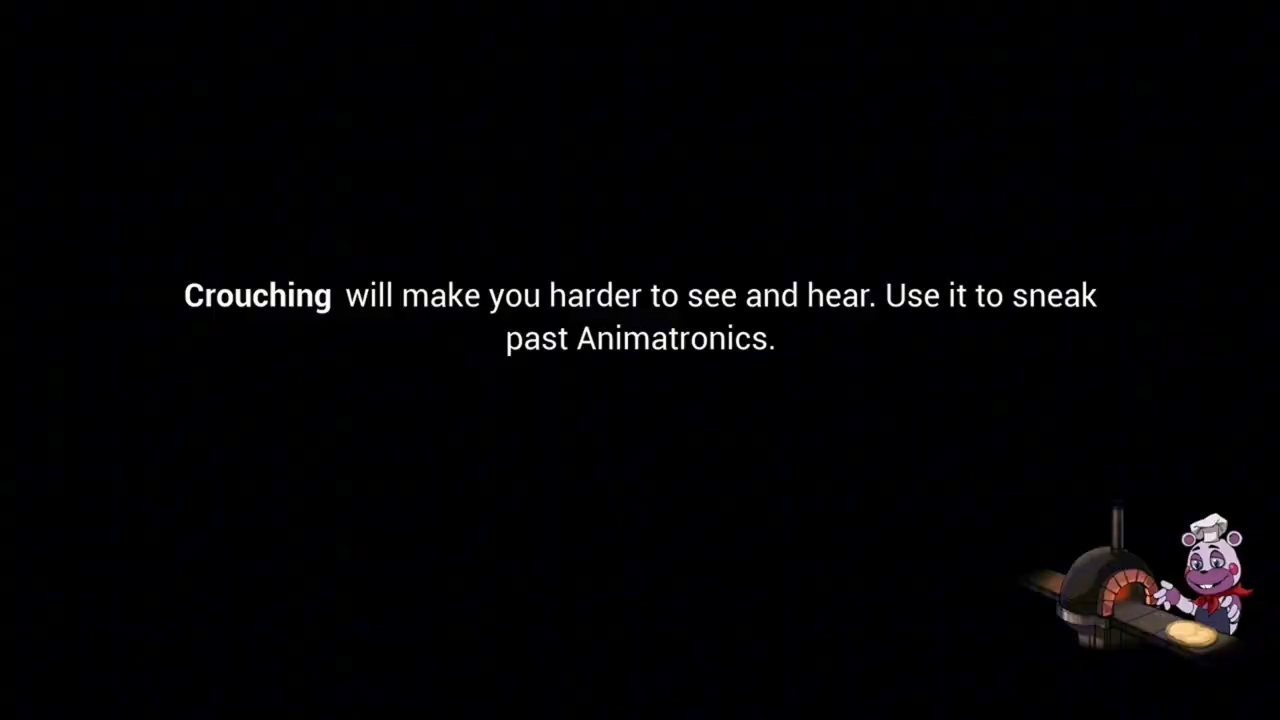 Crouching will make you harder to see and hear. Use it to sneak
past Animatronics.